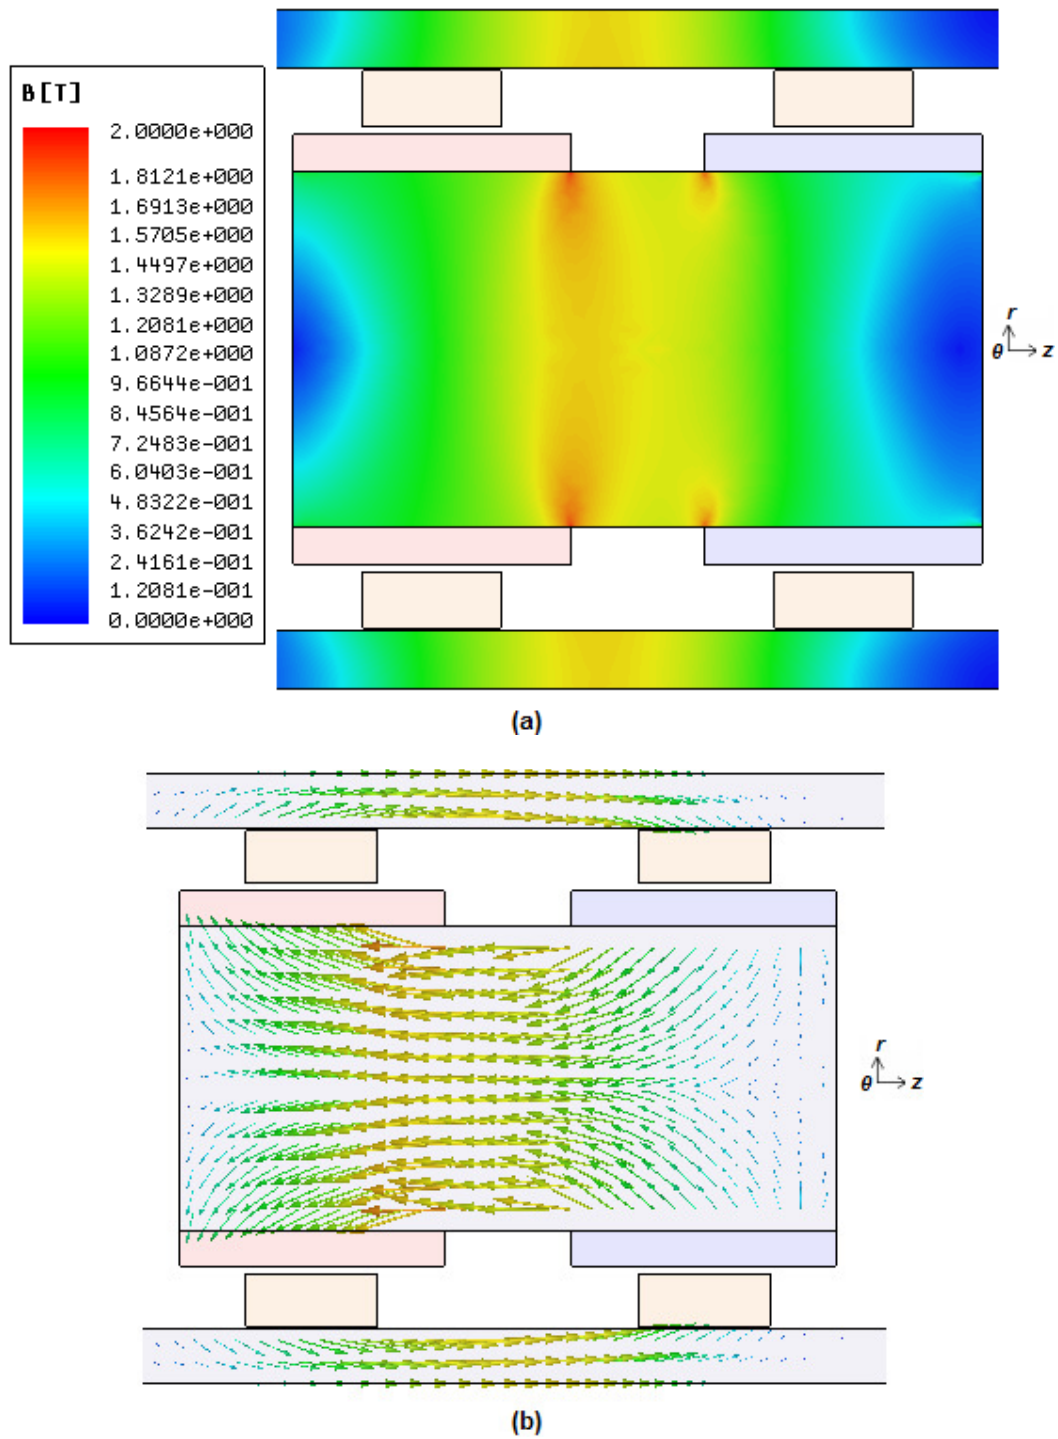 B[T]
2.0000e+000
1.8121e+000
1.6913e+000
1.5705e+000
1.4497e+000
1.3289e+000
1.2081e+000
1.0872e+000
9.6644e-001
8.4564e-001
7.2483e-001
6.0403e-001
4.8322e-001
3.6242e-001
2.4161e-001
1.2081e-001
0.0000e+000
r
θ z
(a)
r
θ z
(b)